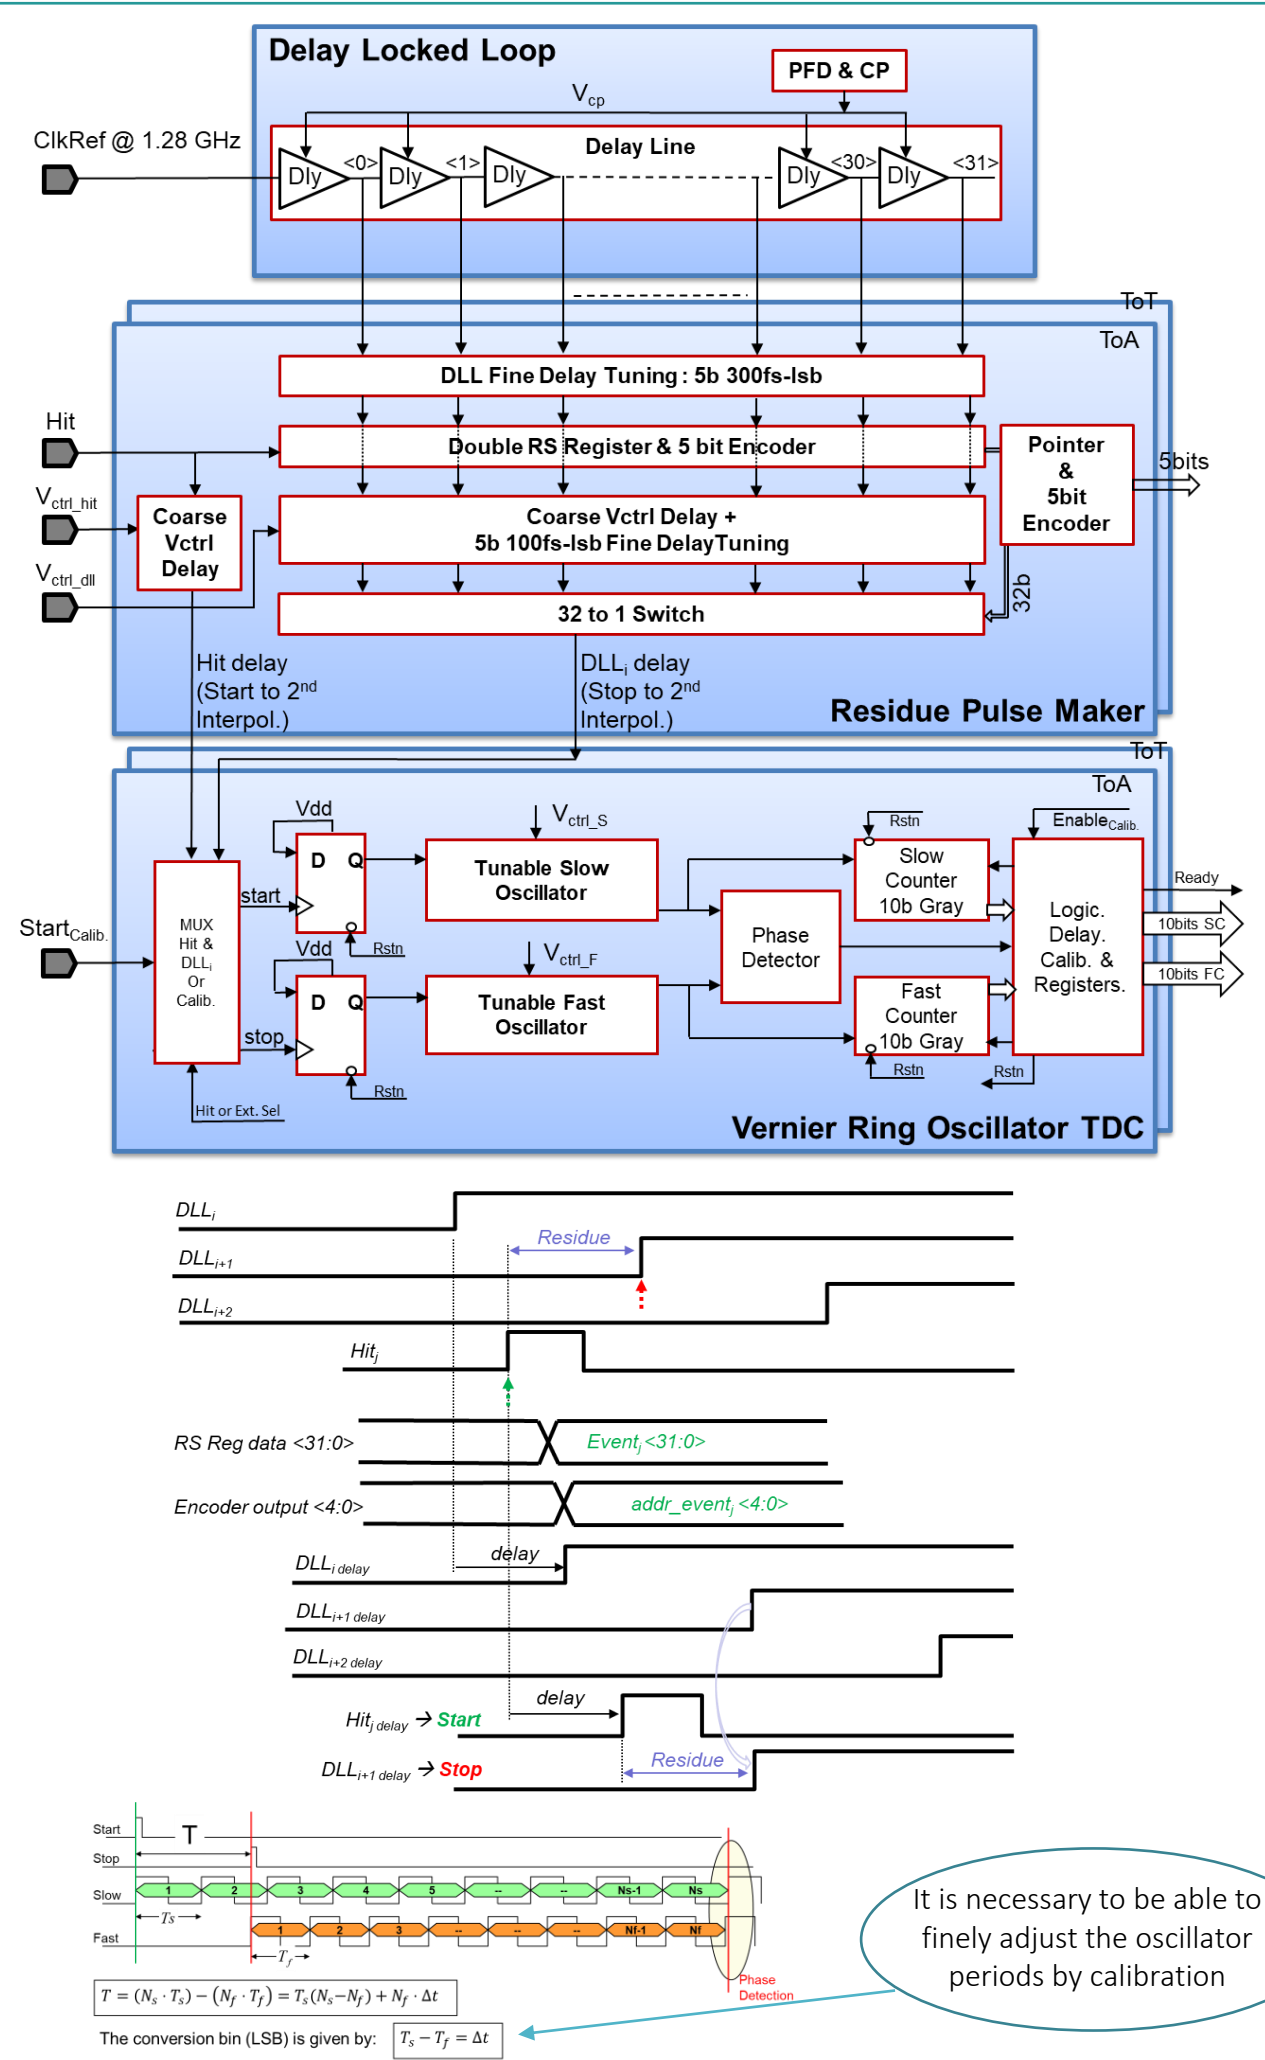 Delay Locked Loop
PFD & CP
Vcp
ClkRef @ 1.28 GHz
Delay Line
Dly
<0>
Dly
<1>
Dly
Dly
<30>
Dly
<31>
ToT
ToA
DLL Fine Delay Tuning : 5b 300fs-lsb
Hit
Double RS Register & 5 bit Encoder
Pointer
&
5bit
Encoder
5bits
Vctrl_hit
Coarse
Vctrl
Delay
Coarse Vctrl Delay +
5b 100fs-lsb Fine DelayTuning
Vctrl_dll
32 to 1 Switch
32b
Hit delay
(Start to 2nd
Interpol.)
DLLi delay
(Stop to 2nd
Interpol.)
Residue Pulse Maker
ToT
ToA
Vdd
D Q
Rstn
Vctrl_S
Tunable Slow
Oscillator
Rstn
Slow
Counter
10b Gray
EnableCalib.
Ready
10bits SC
10bits FC
Logic.
Delay.
Calib. &
Registers.
StartCalib.
MUX
Hit &
DLLi
Or
Calib.
start
stop
Vdd
D Q
Rstn
Vctrl_F
Tunable Fast
Oscillator
Phase
Detector
Fast
Counter
10b Gray
Rstn
Rstn
Hit or Ext. Sel
Vernier Ring Oscillator TDC
DLLi
Residue
DLLi+1
DLLi+2
Hitj
RS Reg data <31:0>
Eventj <31:0>
Encoder output <4:0>
addr_eventj <4:0>
DLLi delay
delay
DLLi+1 delay
DLLi+2 delay
Hitj delay → Start
delay
DLLi+1 delay → Stop
Residue
Start
T
Stop
Slow
1 2 3 4 5 -- -- Ns-1 Ns
Ts
Fast
1 2 3 -- -- -- Nf-1 Nf
Tf
Phase
Detection
T = (Ns · Ts) − (Nf · Tf) = Ts(Ns−Nf) + Nf · Δt
The conversion bin (LSB) is given by:
Ts − Tf = Δt
It is necessary to be able to
finely adjust the oscillator
periods by calibration